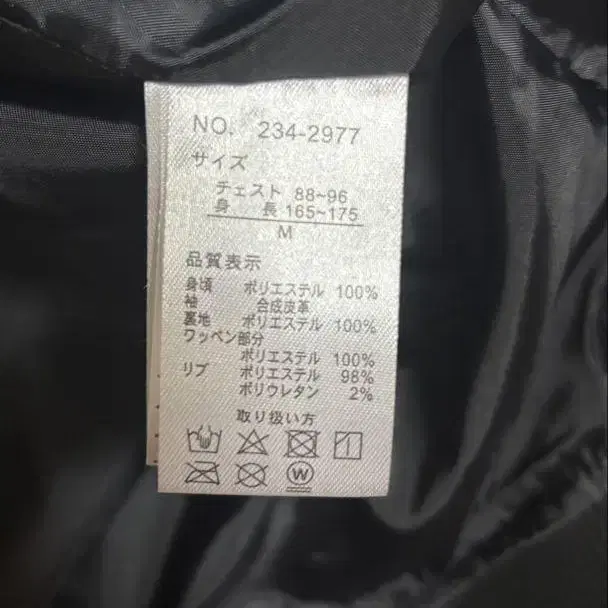 NO. 234-2977
サイズ
チェスト 88~96
身 長 165~175
M
品質表示
身頃 ポリエステル 100%
袖 合成皮革
裏地 ポリエステル 100%
ワッペン部分
ポリエステル 100%
リブ ポリエステル 98%
ポリウレタン 2%
取り扱い方
W